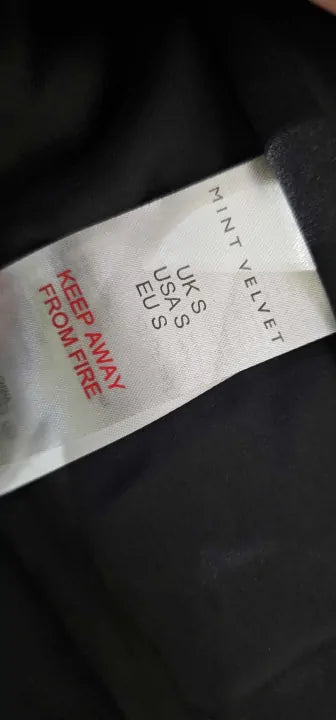 MINT VELVET
UK S
USA S
EU S
KEEP AWAY
FROM FIRE